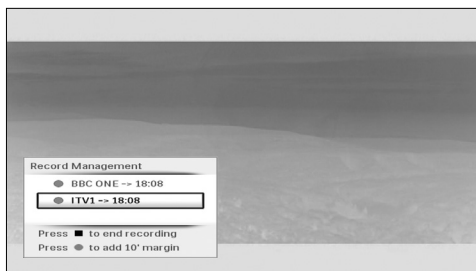 Record Management
BBC ONE -> 18:08
ITV1 -> 18:08
Press ■ to end recording
Press ● to add 10' margin